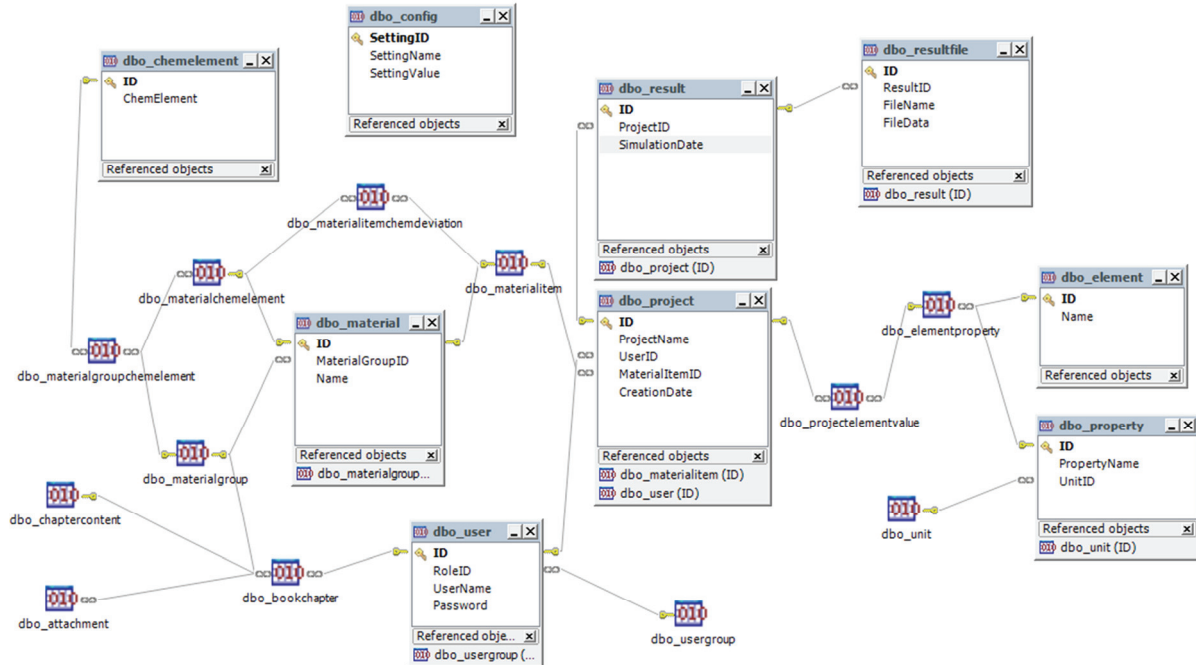 dbo_config
SettingID
SettingName
SettingValue
Referenced objects
dbo_chemelement
ID
ChemElement
Referenced objects
dbo_result
ID
ProjectID
SimulationDate
Referenced objects
dbo_project (ID)
dbo_resultfile
ID
ResultID
FileName
FileData
Referenced objects
dbo_result (ID)
dbo_materialitemchemdeviation
dbo_materialchemelement
dbo_materialitem
dbo_material
ID
MaterialGroupID
Name
Referenced objects
dbo_materialgroup...
dbo_project
ID
ProjectName
UserID
MaterialItemID
CreationDate
Referenced objects
dbo_materialitem (ID)
dbo_user (ID)
dbo_elementproperty
dbo_element
ID
Name
Referenced objects
dbo_materialgroupchemelement
dbo_projectelementvalue
dbo_property
ID
PropertyName
UnitID
Referenced objects
dbo_unit (ID)
dbo_materialgroup
dbo_chaptercontent
dbo_unit
dbo_user
ID
RoleID
UserName
Password
Referenced obje...
dbo_usergroup (...
dbo_bookchapter
dbo_attachment
dbo_usergroup